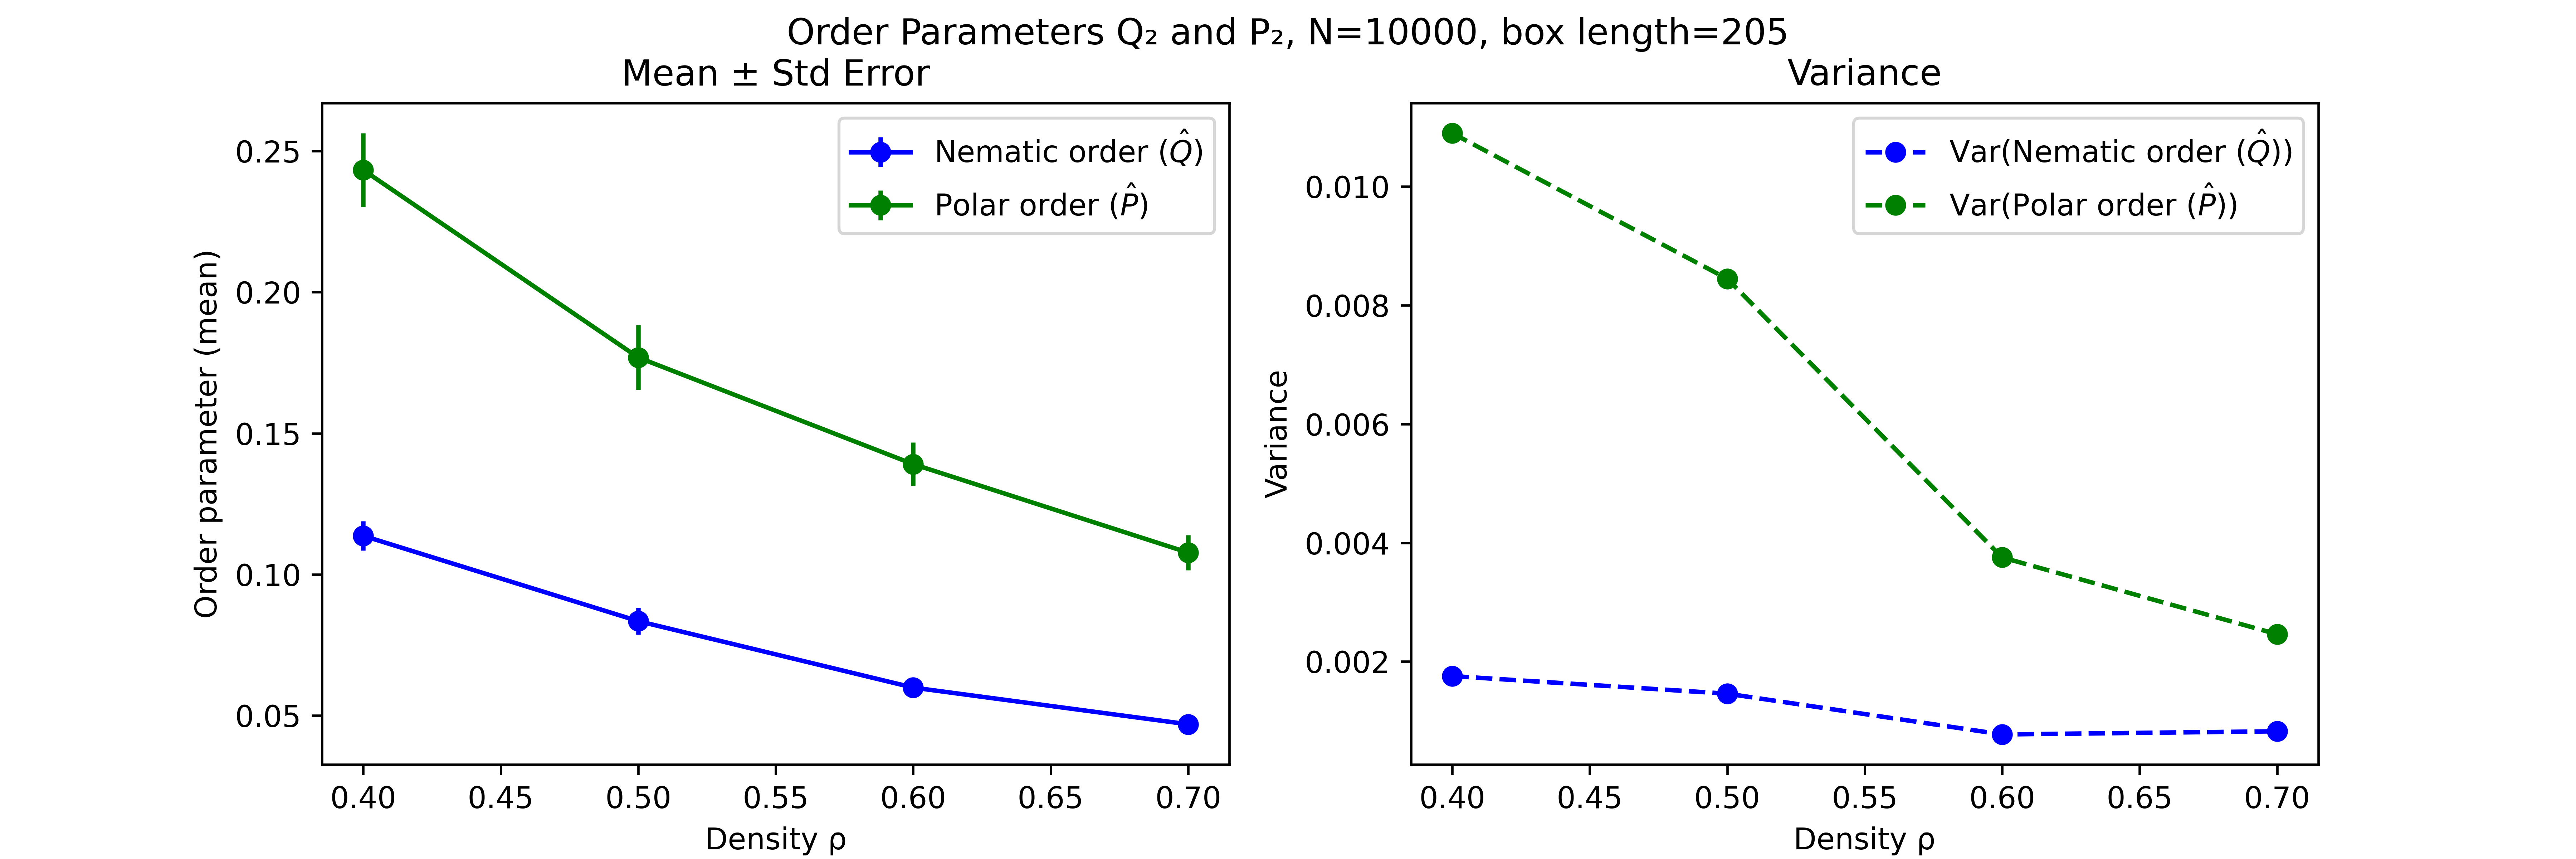 Order Parameters Q₂ and P₂, N=10000, box length=205
Mean ± Std Error
Nematic order (Q̂)
Polar order (P̂)
Order parameter (mean)
0.25
0.20
0.15
0.10
0.05
0.40 0.45 0.50 0.55 0.60 0.65 0.70
Density ρ
Variance
Var(Nematic order (Q̂))
Var(Polar order (P̂))
Variance
0.010
0.008
0.006
0.004
0.002
0.40 0.45 0.50 0.55 0.60 0.65 0.70
Density ρ